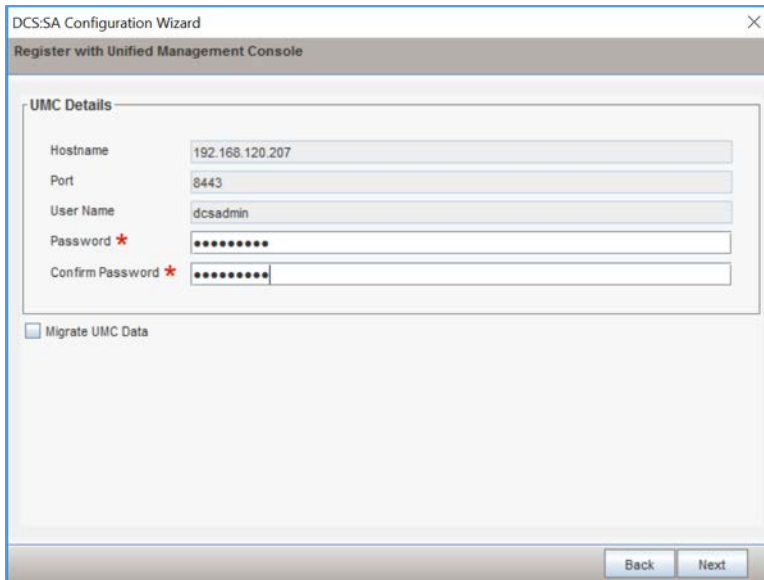 DCS:SA Configuration Wizard
Register with Unified Management Console
UMC Details
Hostname 192.168.120.207
Port 8443
User Name dcsadmin
Password * •••••••••
Confirm Password * •••••••••
Migrate UMC Data
Back Next